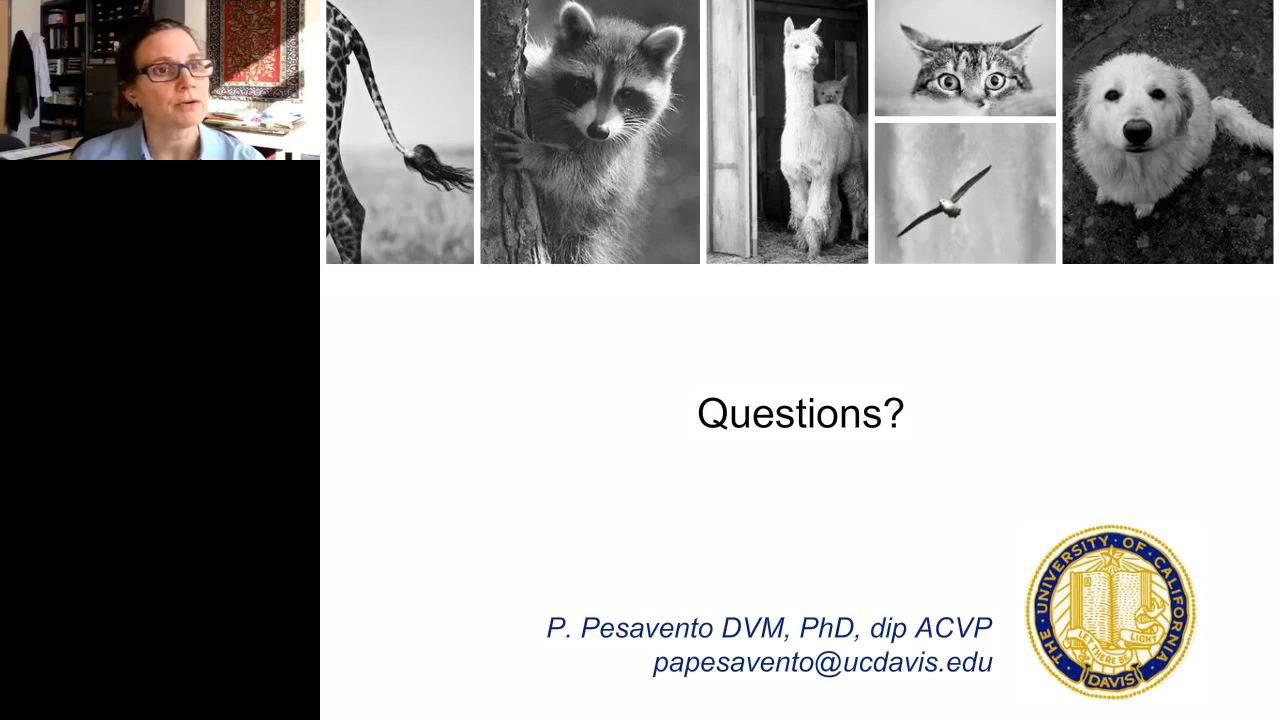 Questions?
P. Pesavento DVM, PhD, dip ACVP
papesavento@ucdavis.edu
THE · UNIVERSITY · OF · CALIFORNIA
LET THERE BE LIGHT
DAVIS